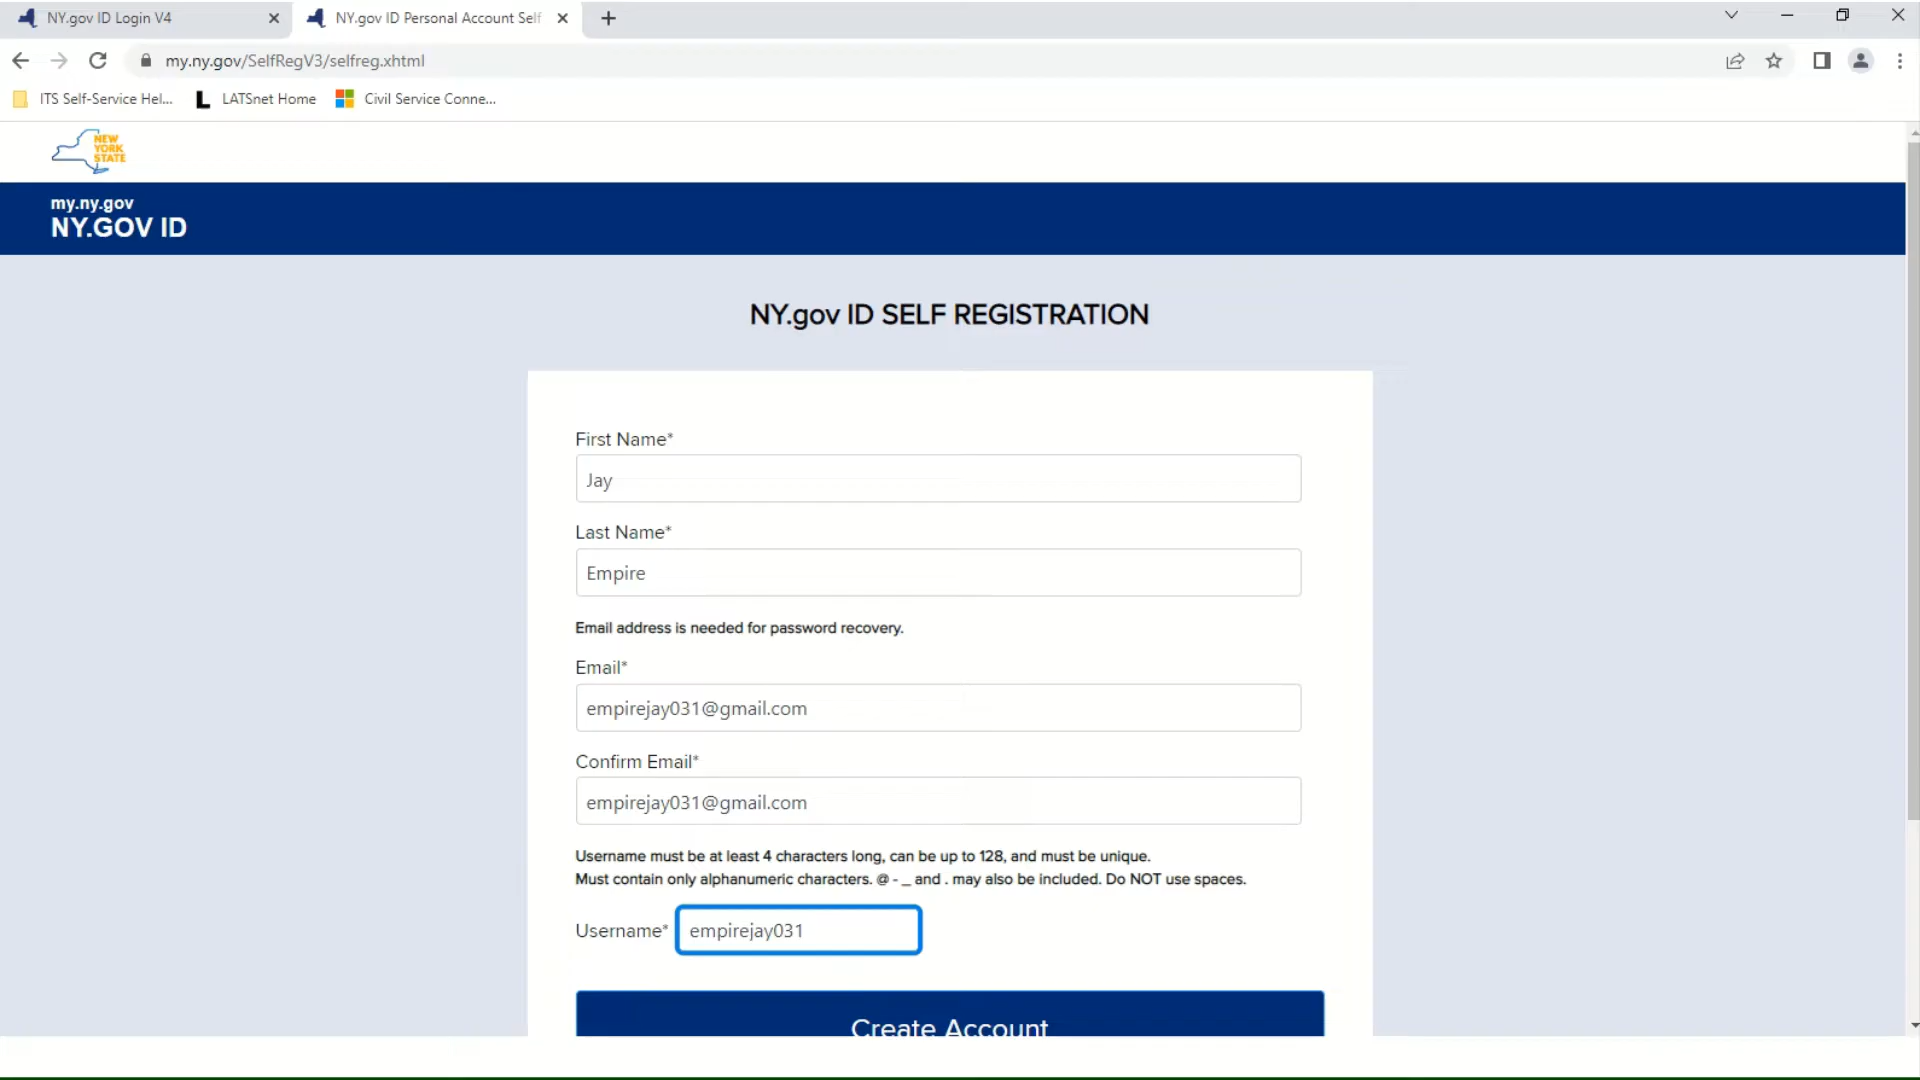 NY.gov ID Login V4
NY.gov ID Personal Account Self
my.ny.gov/SelfRegV3/selfreg.xhtml
ITS Self-Service Hel...
LATSnet Home
Civil Service Conne...
NEW
YORK
STATE
my.ny.gov
NY.GOV ID
NY.gov ID SELF REGISTRATION
First Name*
Jay
Last Name*
Empire
Email address is needed for password recovery.
Email*
empirejay031@gmail.com
Confirm Email*
empirejay031@gmail.com
Username must be at least 4 characters long, can be up to 128, and must be unique.
Must contain only alphanumeric characters. @ - _ and . may also be included. Do NOT use spaces.
Username* empirejay031
Create Account